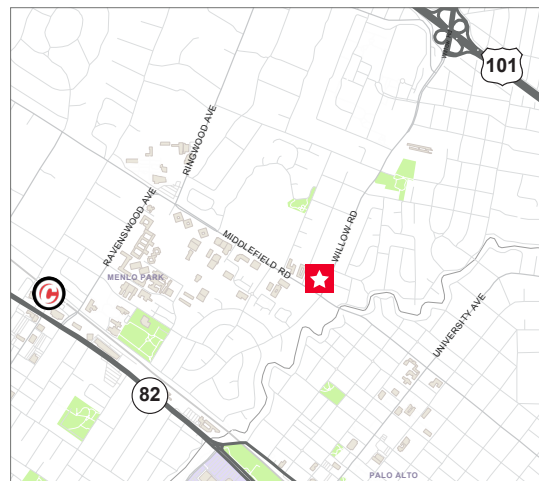 101
RINGWOOD AVE
RAVENSWOOD AVE
WILLOW RD
MIDDLEFIELD RD
MENLO PARK
C
UNIVERSITY AVE
82
PALO ALTO